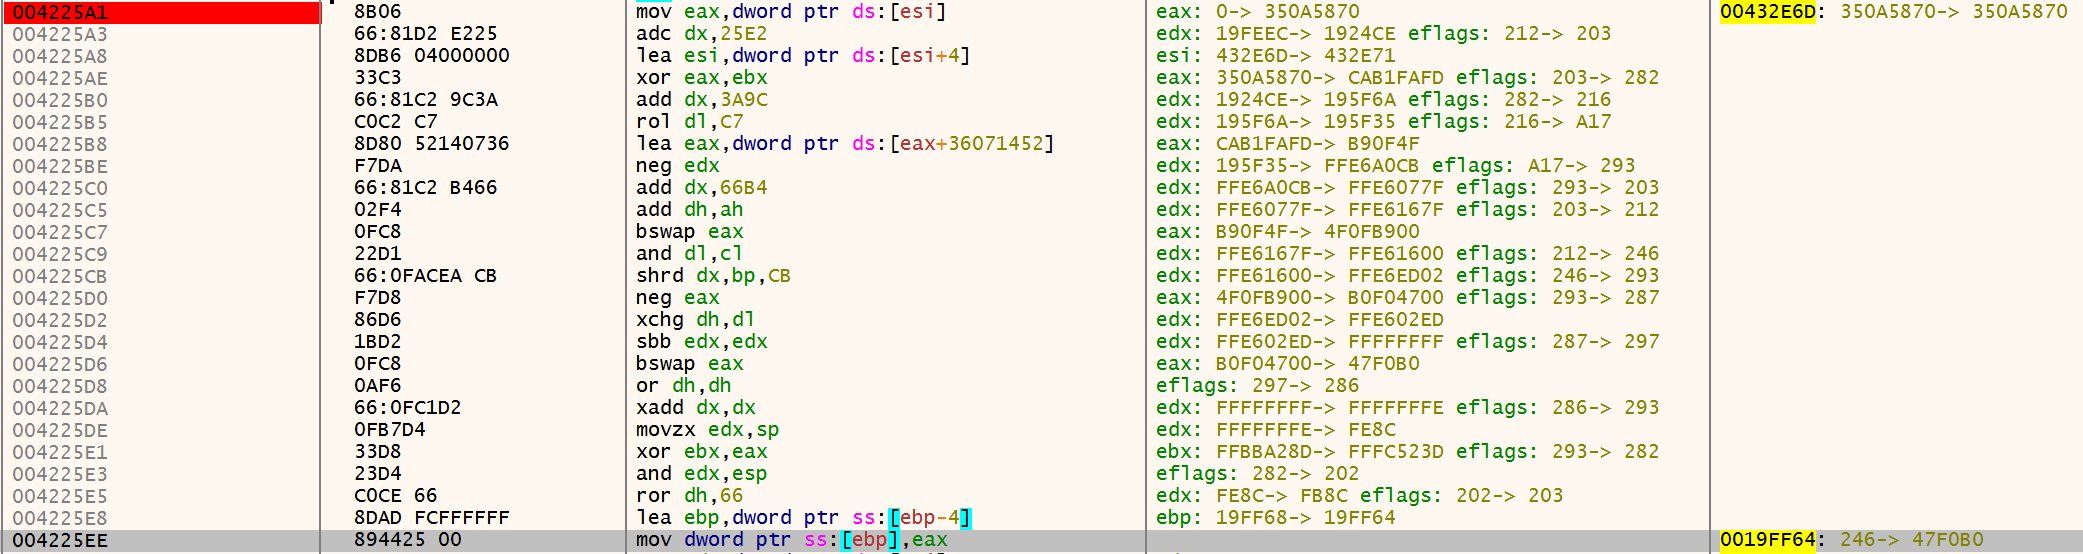 004225A1 8B06 mov eax,dword ptr ds:[esi] eax: 0-> 350A5870 00432E6D: 350A5870-> 350A5870
004225A3 66:81D2 E225 adc dx,25E2 edx: 19FEEC-> 1924CE eflags: 212-> 203
004225A8 8DB6 04000000 lea esi,dword ptr ds:[esi+4] esi: 432E6D-> 432E71
004225AE 33C3 xor eax,ebx eax: 350A5870-> CAB1FAFD eflags: 203-> 282
004225B0 66:81C2 9C3A add dx,3A9C edx: 1924CE-> 195F6A eflags: 282-> 216
004225B5 C0C2 C7 rol dl,C7 edx: 195F6A-> 195F35 eflags: 216-> A17
004225B8 8D80 52140736 lea eax,dword ptr ds:[eax+36071452] eax: CAB1FAFD-> B90F4F
004225BE F7DA neg edx edx: 195F35-> FFE6A0CB eflags: A17-> 293
004225C0 66:81C2 B466 add dx,66B4 edx: FFE6A0CB-> FFE6077F eflags: 293-> 203
004225C5 02F4 add dh,ah edx: FFE6077F-> FFE6167F eflags: 203-> 212
004225C7 0FC8 bswap eax eax: B90F4F-> 4F0FB900
004225C9 22D1 and dl,cl edx: FFE6167F-> FFE61600 eflags: 212-> 246
004225CB 66:0FACEA CB shrd dx,bp,CB edx: FFE61600-> FFE6ED02 eflags: 246-> 293
004225D0 F7D8 neg eax eax: 4F0FB900-> B0F04700 eflags: 293-> 287
004225D2 86D6 xchg dh,dl edx: FFE6ED02-> FFE602ED
004225D4 1BD2 sbb edx,edx edx: FFE602ED-> FFFFFFFF eflags: 287-> 297
004225D6 0FC8 bswap eax eax: B0F04700-> 47F0B0
004225D8 0AF6 or dh,dh eflags: 297-> 286
004225DA 66:0FC1D2 xadd dx,dx edx: FFFFFFFF-> FFFFFFFE eflags: 286-> 293
004225DE 0FB7D4 movzx edx,sp edx: FFFFFFFE-> FE8C
004225E1 33D8 xor ebx,eax ebx: FFBBA28D-> FFFC523D eflags: 293-> 282
004225E3 23D4 and edx,esp eflags: 282-> 202
004225E5 C0CE 66 ror dh,66 edx: FE8C-> FB8C eflags: 202-> 203
004225E8 8DAD FCFFFFFF lea ebp,dword ptr ss:[ebp-4] ebp: 19FF68-> 19FF64
004225EE 894425 00 mov dword ptr ss:[ebp],eax 0019FF64: 246-> 47F0B0